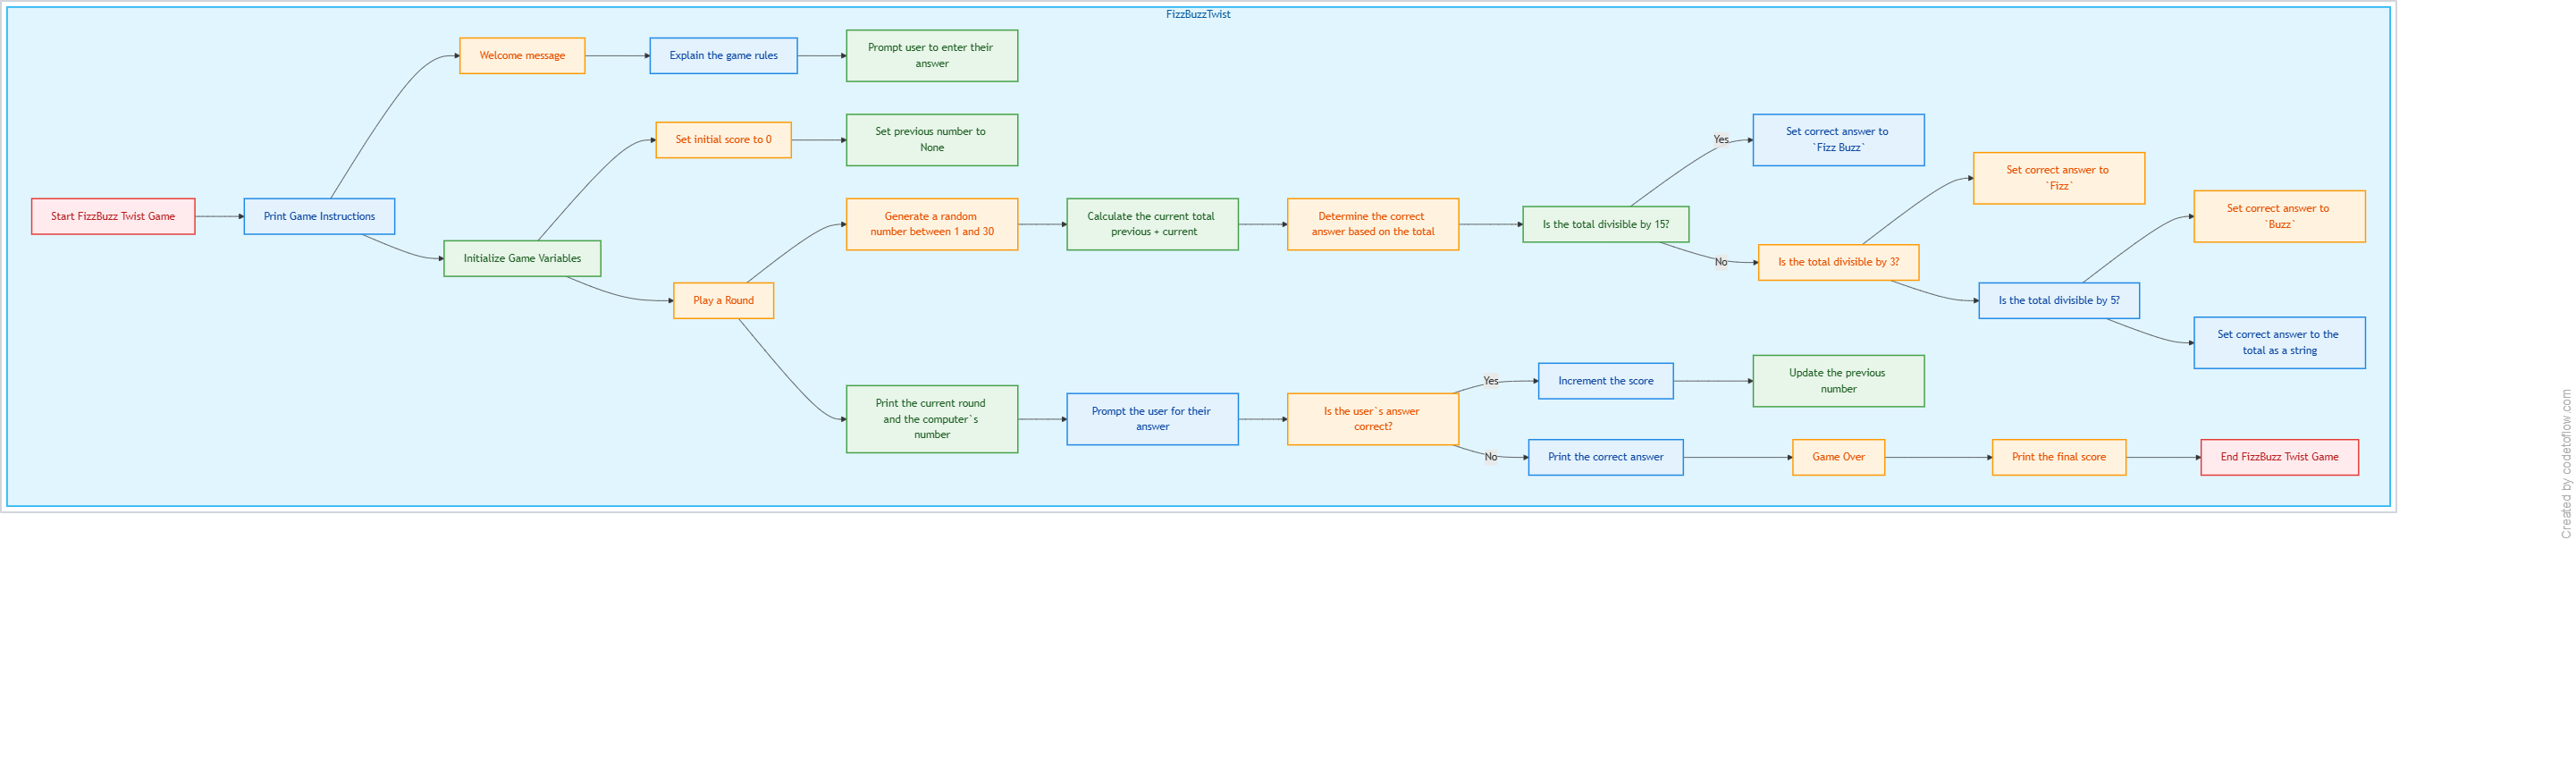 FizzBuzzTwist
Welcome message
Explain the game rules
Prompt user to enter their
answer
Set initial score to 0
Set previous number to
None
Start FizzBuzz Twist Game
Print Game Instructions
Initialize Game Variables
Play a Round
Generate a random
number between 1 and 30
Calculate the current total
previous + current
Determine the correct
answer based on the total
Is the total divisible by 15?
Yes
Set correct answer to
`Fizz Buzz`
No
Is the total divisible by 3?
Set correct answer to
`Fizz`
Is the total divisible by 5?
Set correct answer to
`Buzz`
Set correct answer to the
total as a string
Print the current round
and the computer`s
number
Prompt the user for their
answer
Is the user`s answer
correct?
Yes
Increment the score
Update the previous
number
No
Print the correct answer
Game Over
Print the final score
End FizzBuzz Twist Game
Created by codetoflow.com